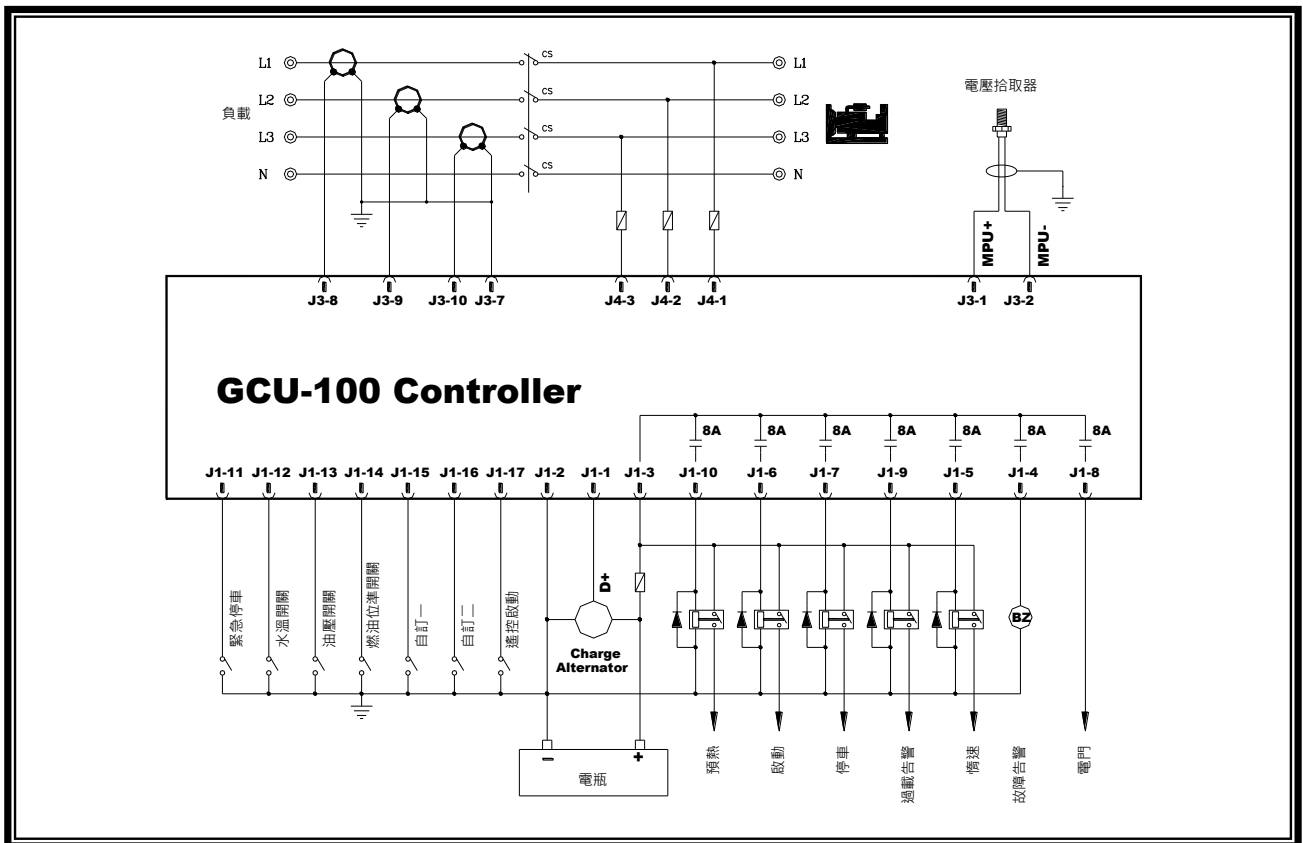 L1
CS
L1
L2
CS
L2
負載
L3
CS
L3
N
CS
N
電壓拾取器
MPU+
MPU-
J3-8
J3-9
J3-10
J3-7
J4-3
J4-2
J4-1
J3-1
J3-2
GCU-100 Controller
8A
8A
8A
8A
8A
8A
8A
J1-11
J1-12
J1-13
J1-14
J1-15
J1-16
J1-17
J1-2
J1-1
J1-3
J1-10
J1-6
J1-7
J1-9
J1-5
J1-4
J1-8
緊急停車
水溫開關
油壓開關
燃油位準開關
自訂一
自訂二
遙控啟動
D+
Charge
Alternator
BZ
電瓶
預熱
啟動
停車
過載告警
惰速
故障告警
電門